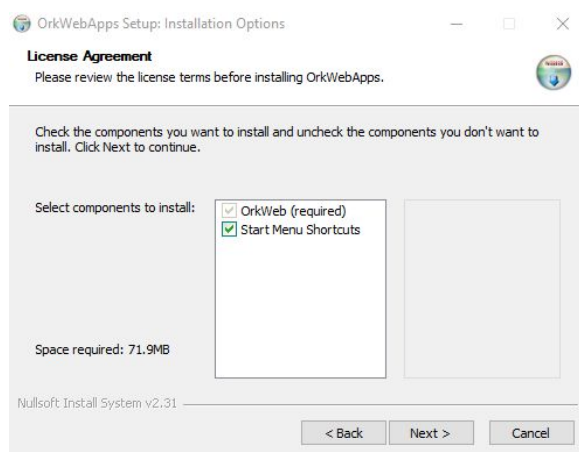 OrkWebApps Setup: Installation Options
License Agreement
Please review the license terms before installing OrkWebApps.
Check the components you want to install and uncheck the components you don't want to
install. Click Next to continue.
Select components to install:
OrkWeb (required)
Start Menu Shortcuts
Space required: 71.9MB
Nullsoft Install System v2.31
< Back
Next >
Cancel